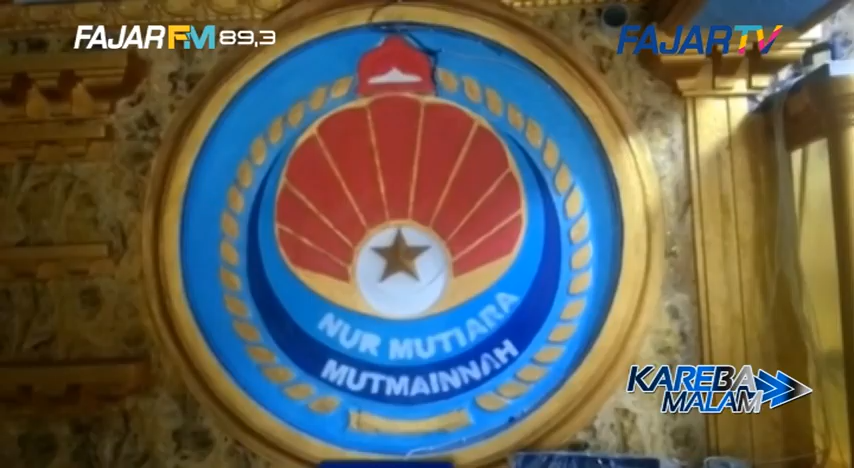 FAJAR FM 89,3
FAJAR TV
NUR MUTIARA
MUTMAINNAH
KAREBA
MALAM